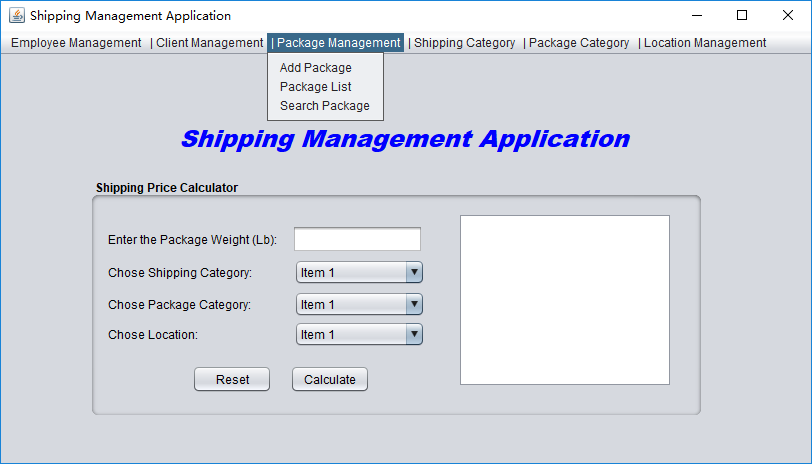 Shipping Management Application
Employee Management | Client Management | Package Management | Shipping Category | Package Category | Location Management
Add Package
Package List
Search Package
Shipping Management Application
Shipping Price Calculator
Enter the Package Weight (Lb):
Chose Shipping Category: Item 1
Chose Package Category: Item 1
Chose Location: Item 1
Reset Calculate